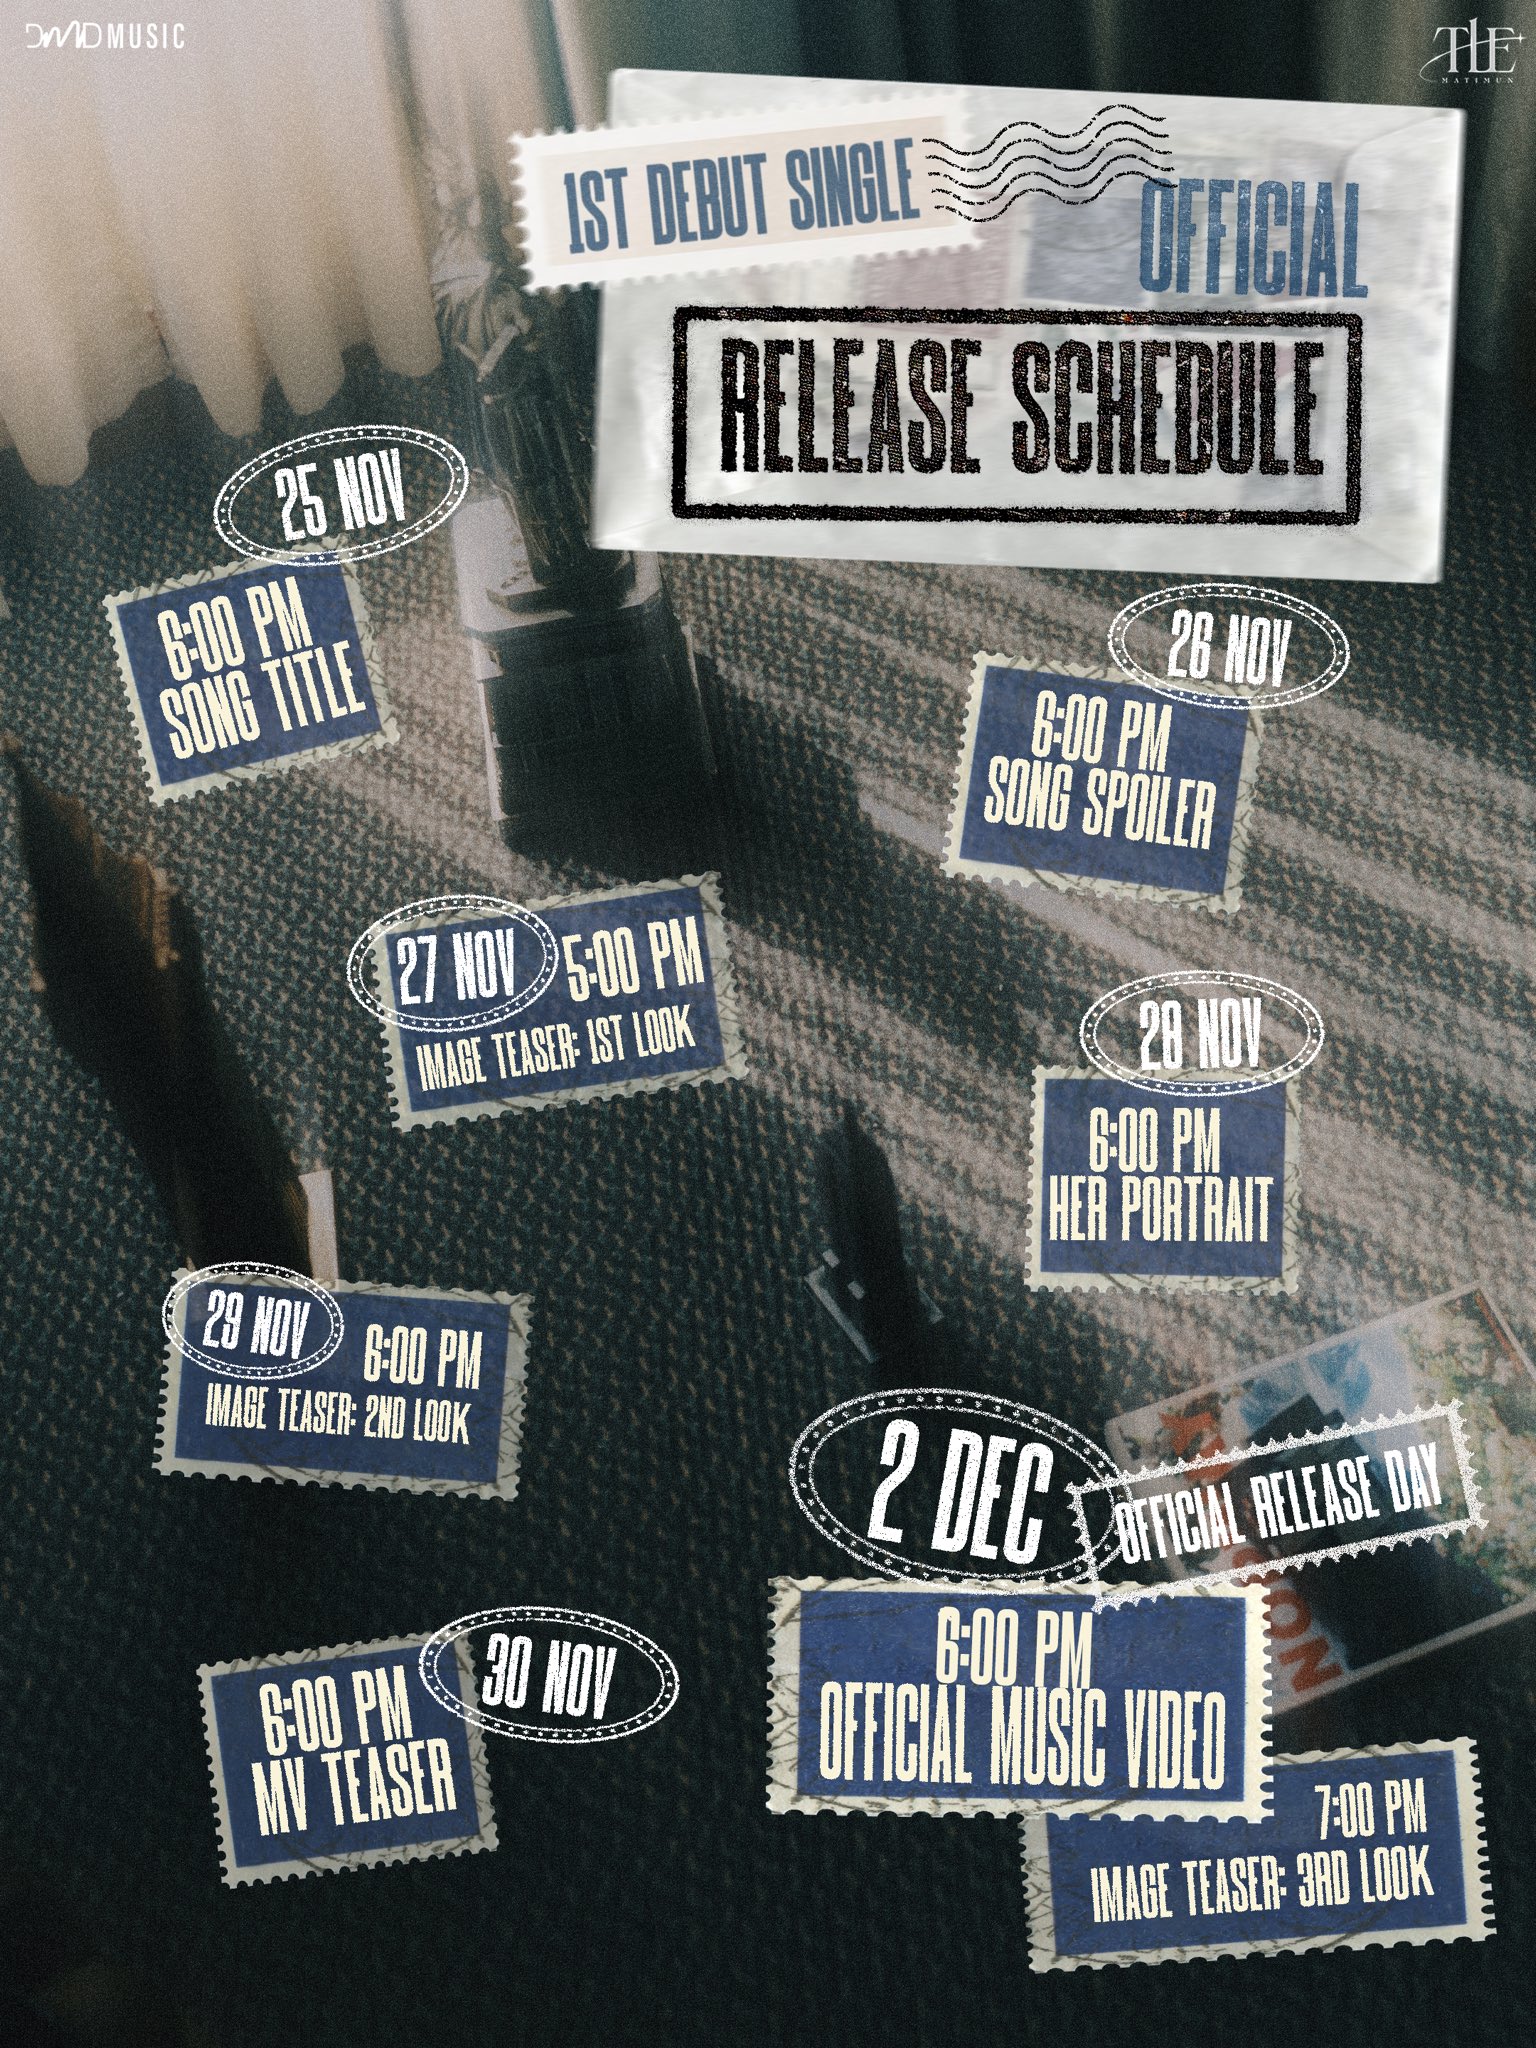 DMD MUSIC
TLE
MATIMUN
1ST DEBUT SINGLE
OFFICIAL
RELEASE SCHEDULE
25 NOV
6:00 PM
SONG TITLE
26 NOV
6:00 PM
SONG SPOILER
27 NOV
5:00 PM
IMAGE TEASER: 1ST LOOK
28 NOV
6:00 PM
HER PORTRAIT
29 NOV
6:00 PM
IMAGE TEASER: 2ND LOOK
30 NOV
6:00 PM
MV TEASER
2 DEC
OFFICIAL RELEASE DAY
6:00 PM
OFFICIAL MUSIC VIDEO
7:00 PM
IMAGE TEASER: 3RD LOOK